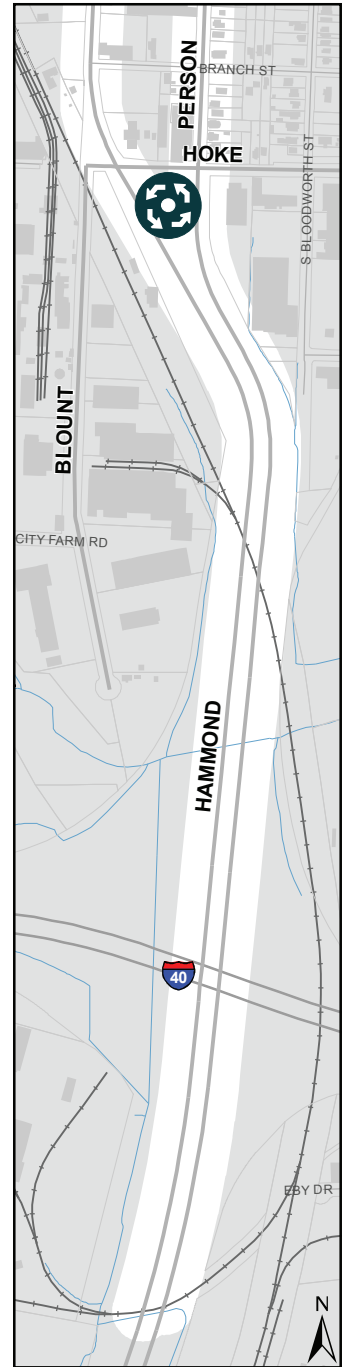 PERSON
BRANCH ST
HOKE
S BLOODWORTH ST
BLOUNT
CITY FARM RD
HAMMOND
40
EBY DR
N